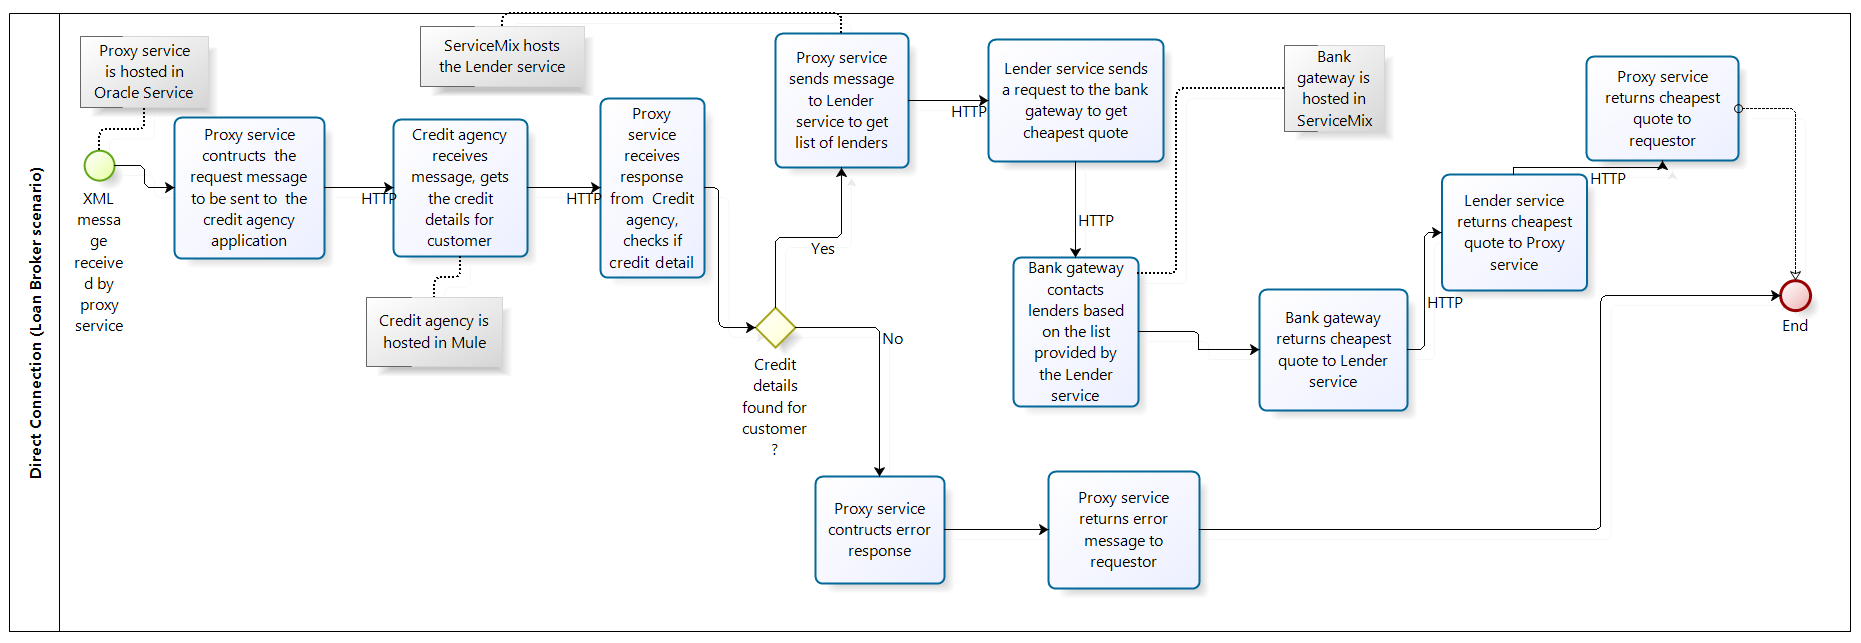 Direct Connection (Loan Broker scenario)
Proxy service
is hosted in
Oracle Service
XML
messa
ge
receive
d by
proxy
service
Proxy service
contructs the
request message
to be sent to the
credit agency
application
HTTP
Credit agency
receives
message, gets
the credit
details for
customer
Credit agency is
hosted in Mule
HTTP
Proxy
service
receives
response
from Credit
agency,
checks if
credit detail
ServiceMix hosts
the Lender service
Credit
details
found for
customer
?
Yes
No
Proxy service
sends message
to Lender
service to get
list of lenders
HTTP
Lender service sends
a request to the bank
gateway to get
cheapest quote
HTTP
Bank
gateway is
hosted in
ServiceMix
Bank gateway
contacts
lenders based
on the list
provided by
the Lender
service
Bank gateway
returns cheapest
quote to Lender
service
HTTP
Lender service
returns cheapest
quote to Proxy
service
HTTP
Proxy service
returns cheapest
quote to
requestor
End
Proxy service
contructs error
response
Proxy service
returns error
message to
requestor